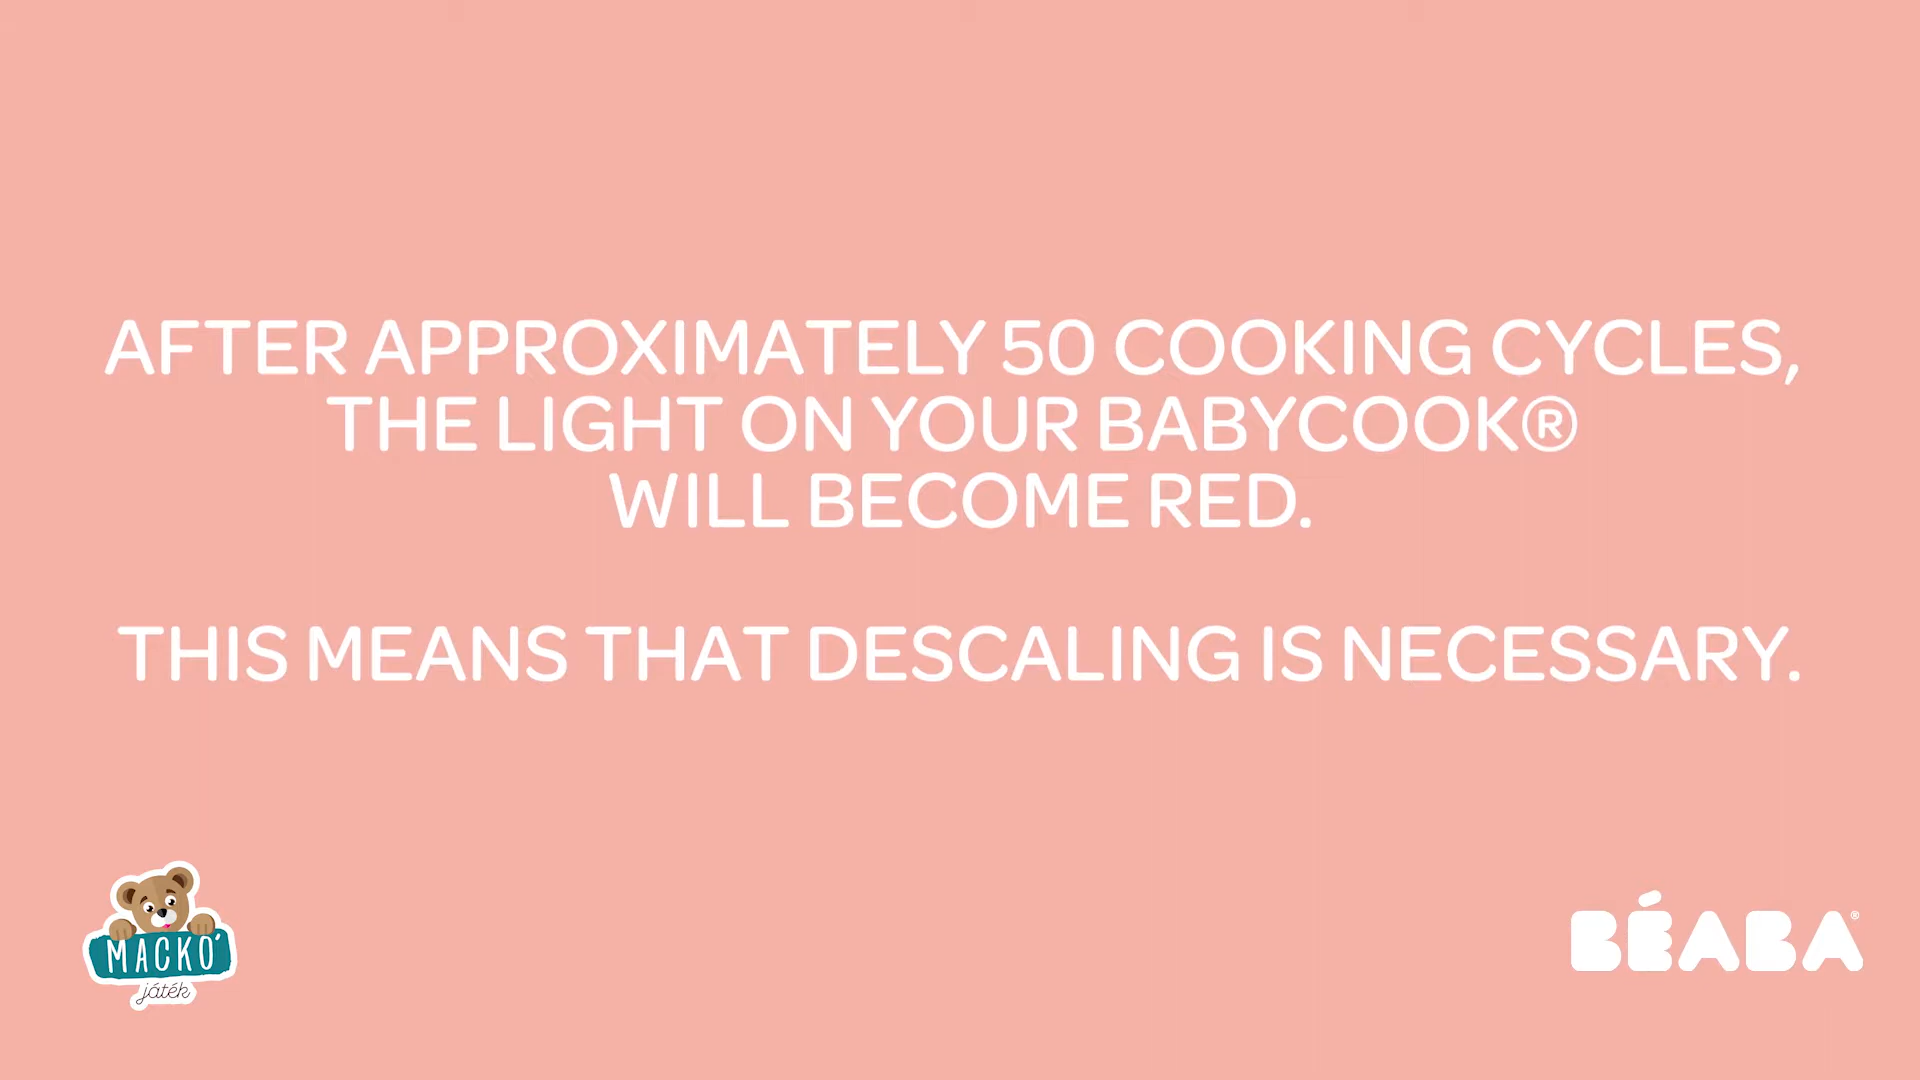 AFTER APPROXIMATELY 50 COOKING CYCLES,
THE LIGHT ON YOUR BABYCOOK®
WILL BECOME RED.
THIS MEANS THAT DESCALING IS NECESSARY.
MACKÓ
játék
BÉABA®